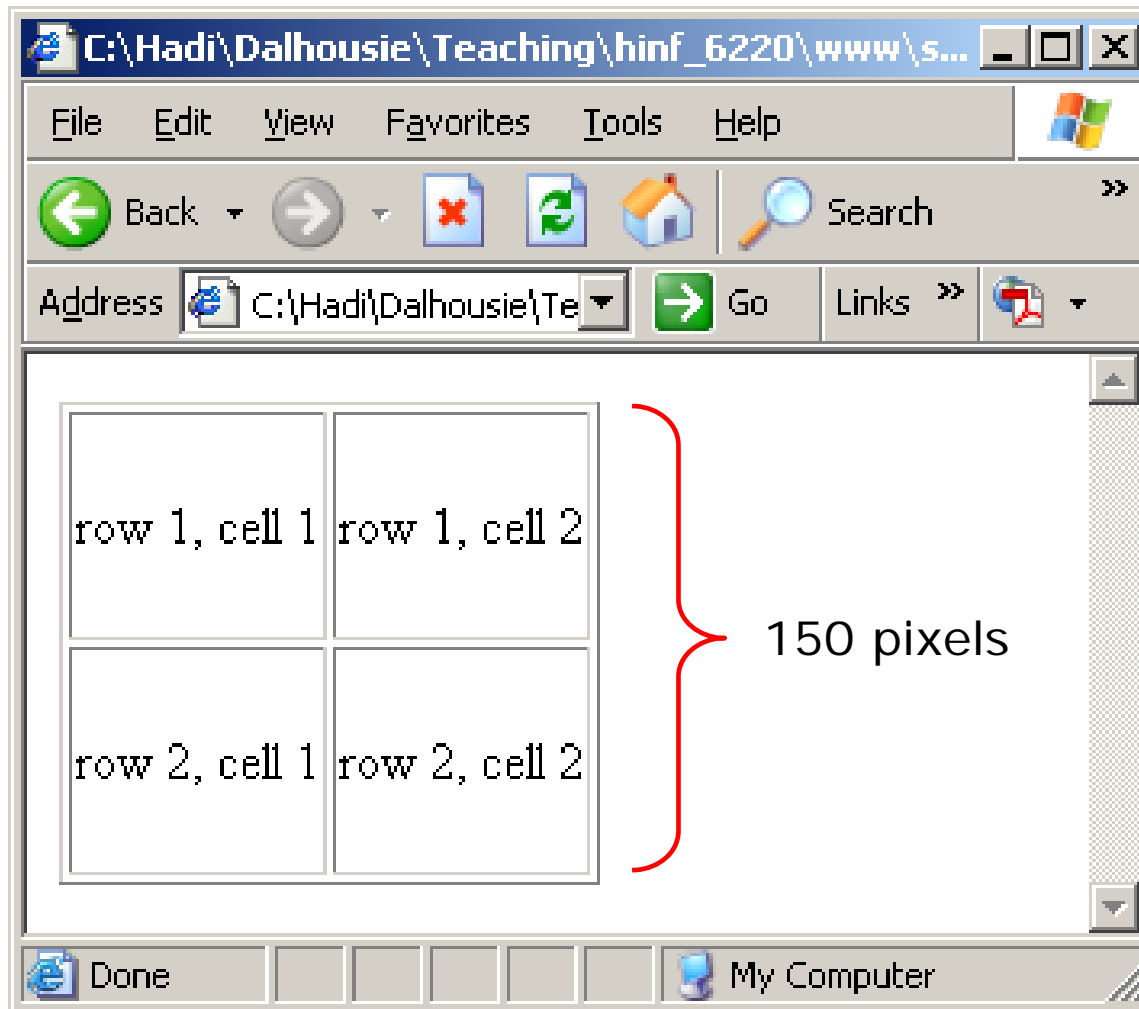 C:\Hadi\Dalhousie\Teaching\hinf_6220\www\s...
File Edit View Favorites Tools Help
Back Search »
Address C:\Hadi\Dalhousie\Te Go Links »
row 1, cell 1 row 1, cell 2
150 pixels
row 2, cell 1 row 2, cell 2
Done My Computer